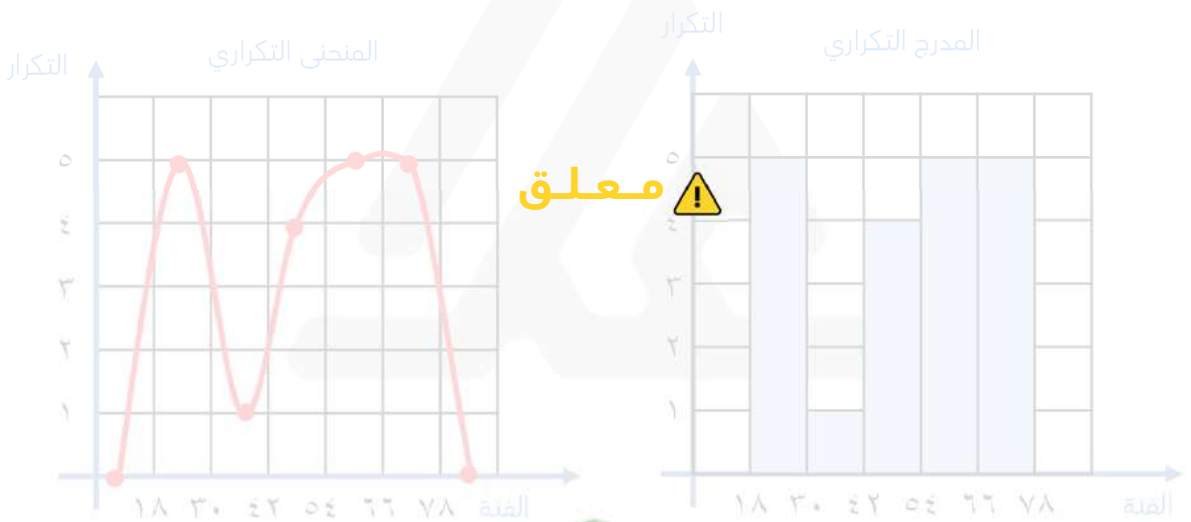 المدرج التكراري
التكرار
٥
٤
٣
٢
١
١٨ ٣٠ ٤٢ ٥٤ ٦٦ ٧٨
الفئة
معلق
المنحنى التكراري
التكرار
٥
٤
٣
٢
١
١٨ ٣٠ ٤٢ ٥٤ ٦٦ ٧٨
الفئة